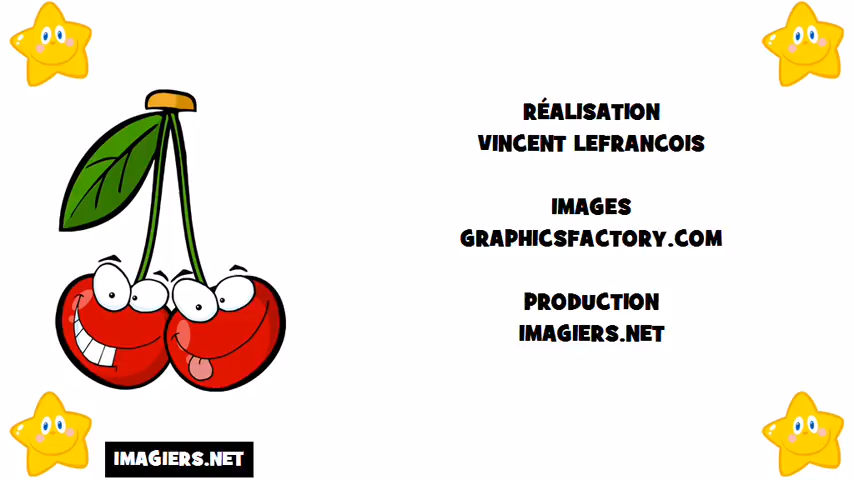 RÉALISATION
VINCENT LEFRANCOIS
IMAGES
GRAPHICSFACTORY.COM
PRODUCTION
IMAGIERS.NET
IMAGIERS.NET